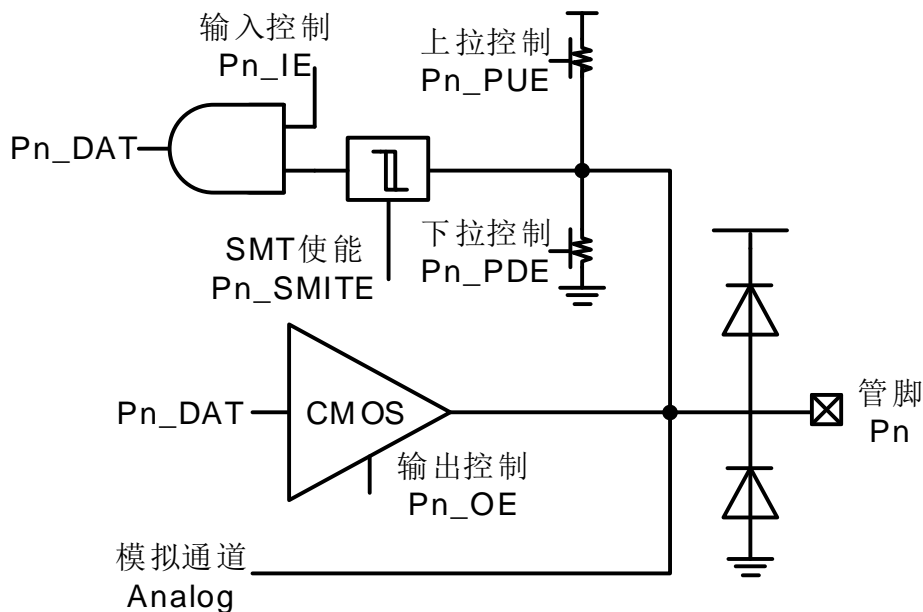 输入控制
Pn_IE
上拉控制
Pn_PUE
Pn_DAT
SMT使能
Pn_SMITE
下拉控制
Pn_PDE
Pn_DAT
CMOS
输出控制
Pn_OE
管脚
Pn
模拟通道
Analog